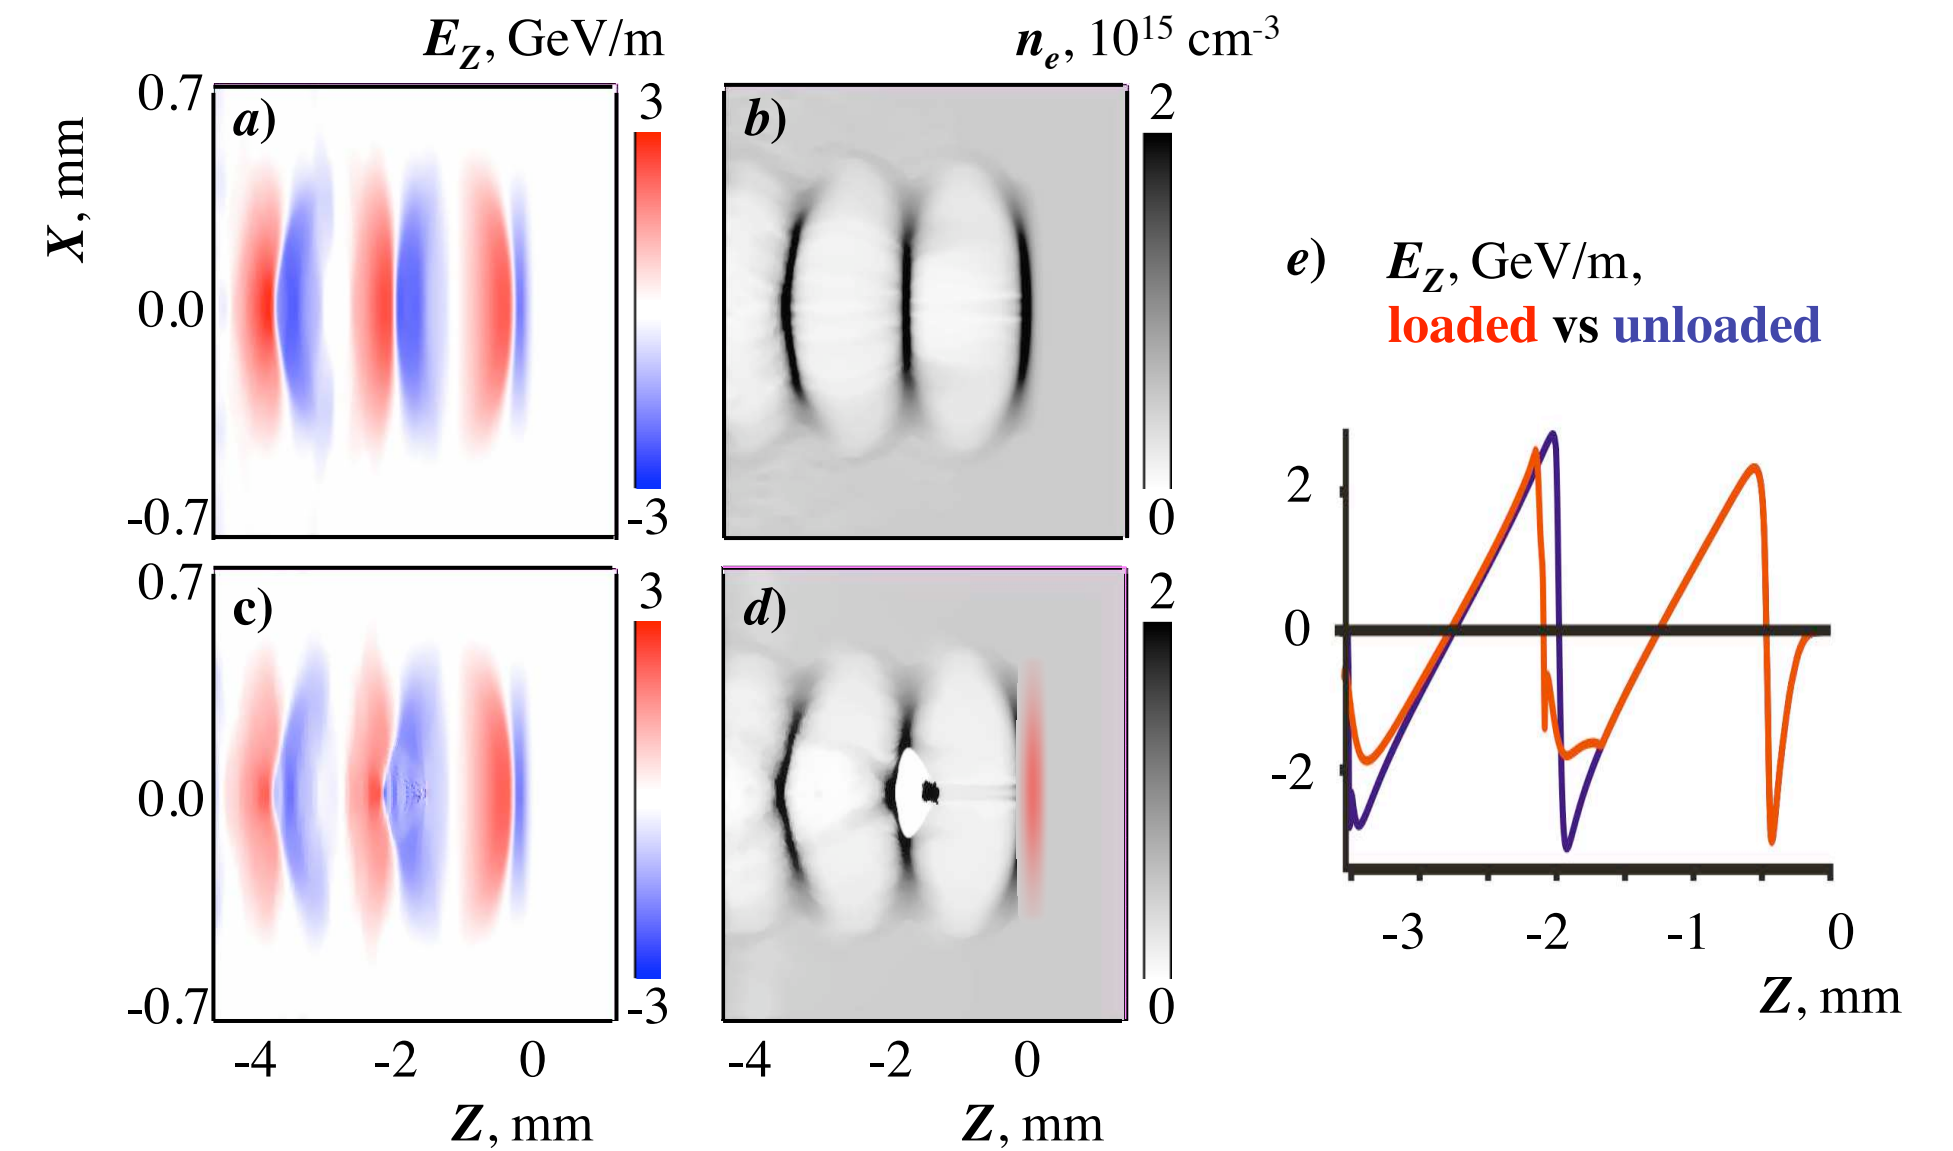 E_Z, GeV/m
n_e, 10^15 cm^-3
a)
b)
0.7
0.0
-0.7
X, mm
3
-3
2
0
c)
d)
0.7
0.0
-0.7
3
-3
2
0
-4 -2 0
Z, mm
-4 -2 0
Z, mm
e) E_Z, GeV/m,
loaded vs unloaded
2
0
-2
-3 -2 -1 0
Z, mm